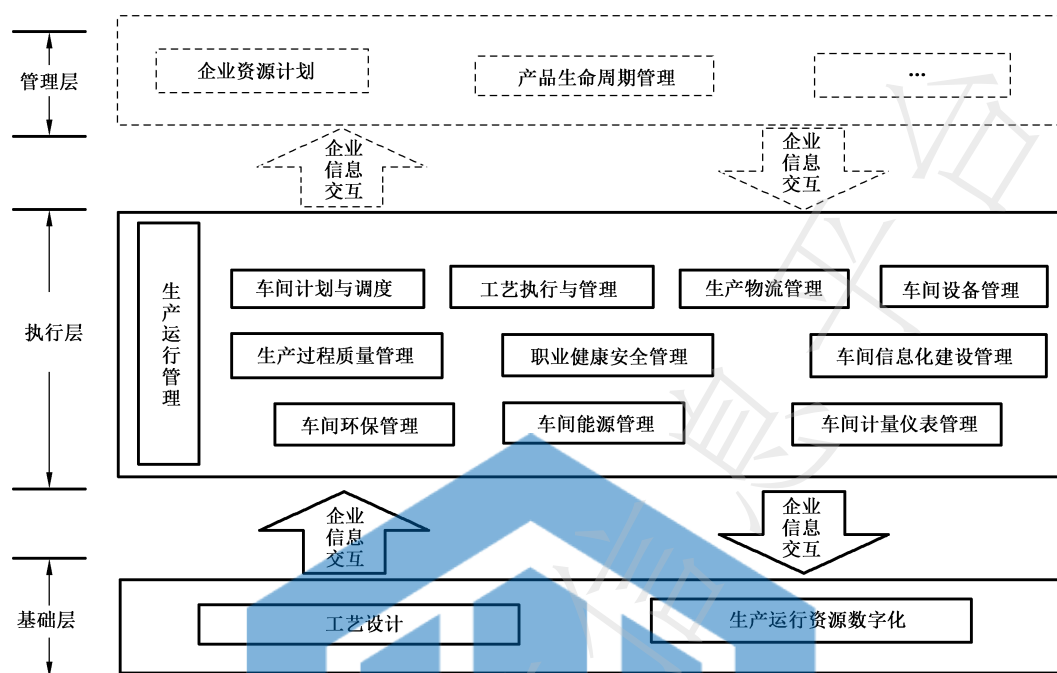 管理层
企业资源计划
产品生命周期管理
...
企业
信息
交互
企业
信息
交互
执行层
生产运行管理
车间计划与调度
工艺执行与管理
生产物流管理
车间设备管理
生产过程质量管理
职业健康安全管理
车间信息化建设管理
车间环保管理
车间能源管理
车间计量仪表管理
企业
信息
交互
企业
信息
交互
基础层
工艺设计
生产运行资源数字化
信息平台